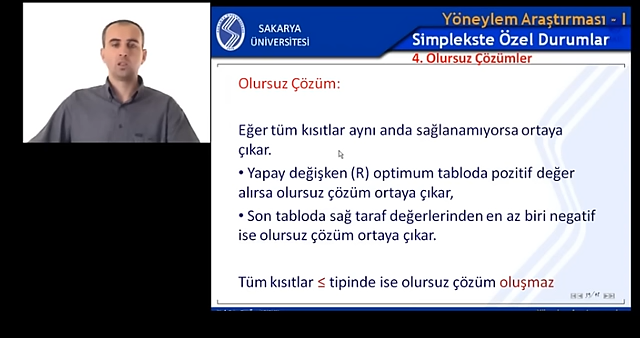 SAKARYA
ÜNİVERSİTESİ
Yöneylem Araştırması - I
Simplekste Özel Durumlar
4. Olursuz Çözümler
Olursuz Çözüm:
Eğer tüm kısıtlar aynı anda sağlanamıyorsa ortaya
çıkar.
• Yapay değişken (R) optimum tabloda pozitif değer
alırsa olursuz çözüm ortaya çıkar,
• Son tabloda sağ taraf değerlerinden en az biri negatif
ise olursuz çözüm ortaya çıkar.
Tüm kısıtlar ≤ tipinde ise olursuz çözüm oluşmaz